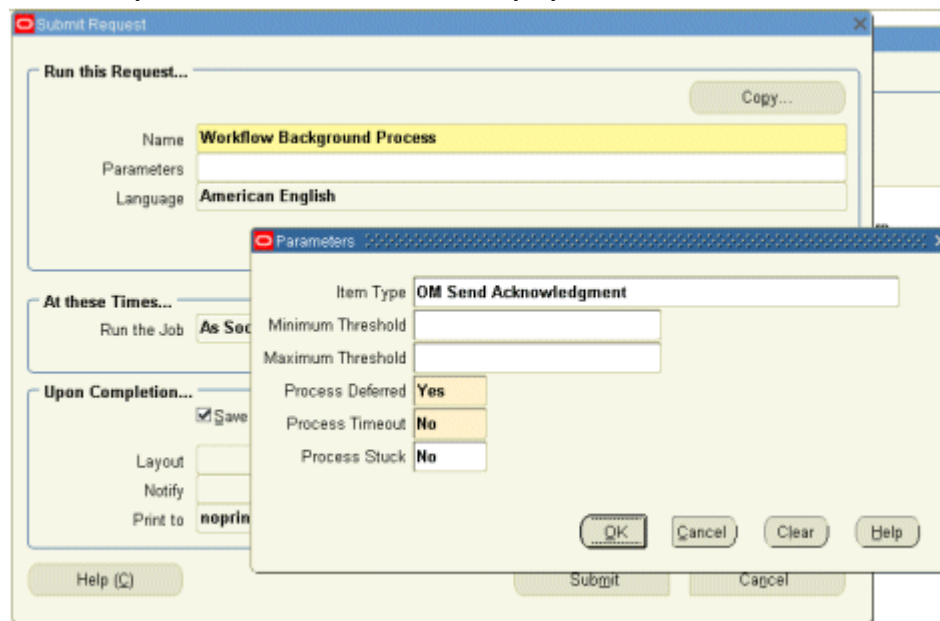 Submit Request
Run this Request...
Copy...
Name Workflow Background Process
Parameters
Language American English
Parameters
Item Type OM Send Acknowledgment
At these Times...
Run the Job As Soo
Minimum Threshold
Maximum Threshold
Upon Completion...
Process Deferred Yes
Save
Process Timeout No
Process Stuck No
Layout
Notify
Print to noprin
OK Cancel Clear Help
Help (C) Submit Cancel